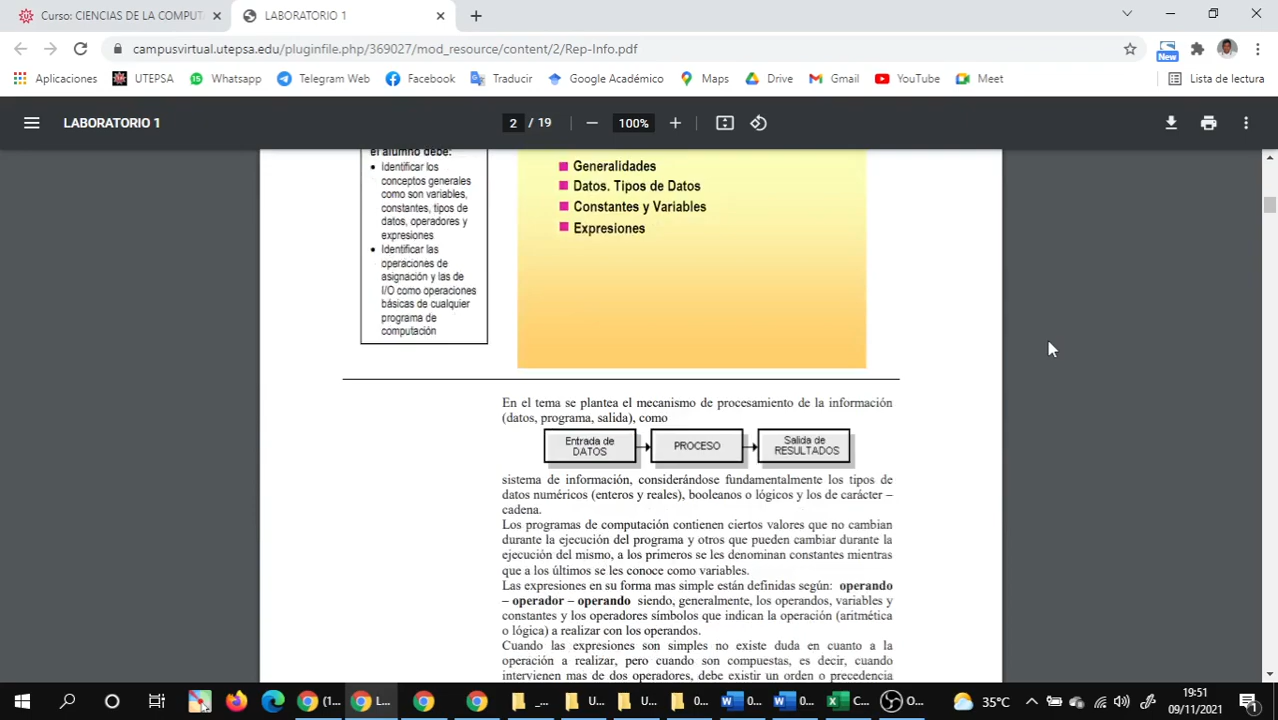 Curso: CIENCIAS DE LA COMPUT
LABORATORIO 1
campusvirtual.utepsa.edu/pluginfile.php/369027/mod_resource/content/2/Rep-Info.pdf
New
Aplicaciones
UTEPSA
Whatsapp
Telegram Web
Facebook
Traducir
Google Académico
Maps
Drive
Gmail
YouTube
Meet
Lista de lectura
LABORATORIO 1
2 / 19
100%
el alumno debe:
• Identificar los
conceptos generales
como son variables,
constantes, tipos de
datos, operadores y
expresiones
• Identificar las
operaciones de
asignación y las de
I/O como operaciones
básicas de cualquier
programa de
computación
Generalidades
Datos. Tipos de Datos
Constantes y Variables
Expresiones
En el tema se plantea el mecanismo de procesamiento de la información
(datos, programa, salida), como
Entrada de
DATOS
PROCESO
Salida de
RESULTADOS
sistema de información, considerándose fundamentalmente los tipos de
datos numéricos (enteros y reales), booleanos o lógicos y los de carácter –
cadena.
Los programas de computación contienen ciertos valores que no cambian
durante la ejecución del programa y otros que pueden cambiar durante la
ejecución del mismo, a los primeros se les denominan constantes mientras
que a los últimos se les conoce como variables.
Las expresiones en su forma mas simple están definidas según: operando
– operador – operando siendo, generalmente, los operandos, variables y
constantes y los operadores símbolos que indican la operación (aritmética
o lógica) a realizar con los operandos.
Cuando las expresiones son simples no existe duda en cuanto a la
operación a realizar, pero cuando son compuestas, es decir, cuando
intervienen mas de dos operadores, debe existir un orden o precedencia
(1...
L...
_...
U...
U...
0...
0...
0...
C...
O...
35°C
19:51
09/11/2021
1